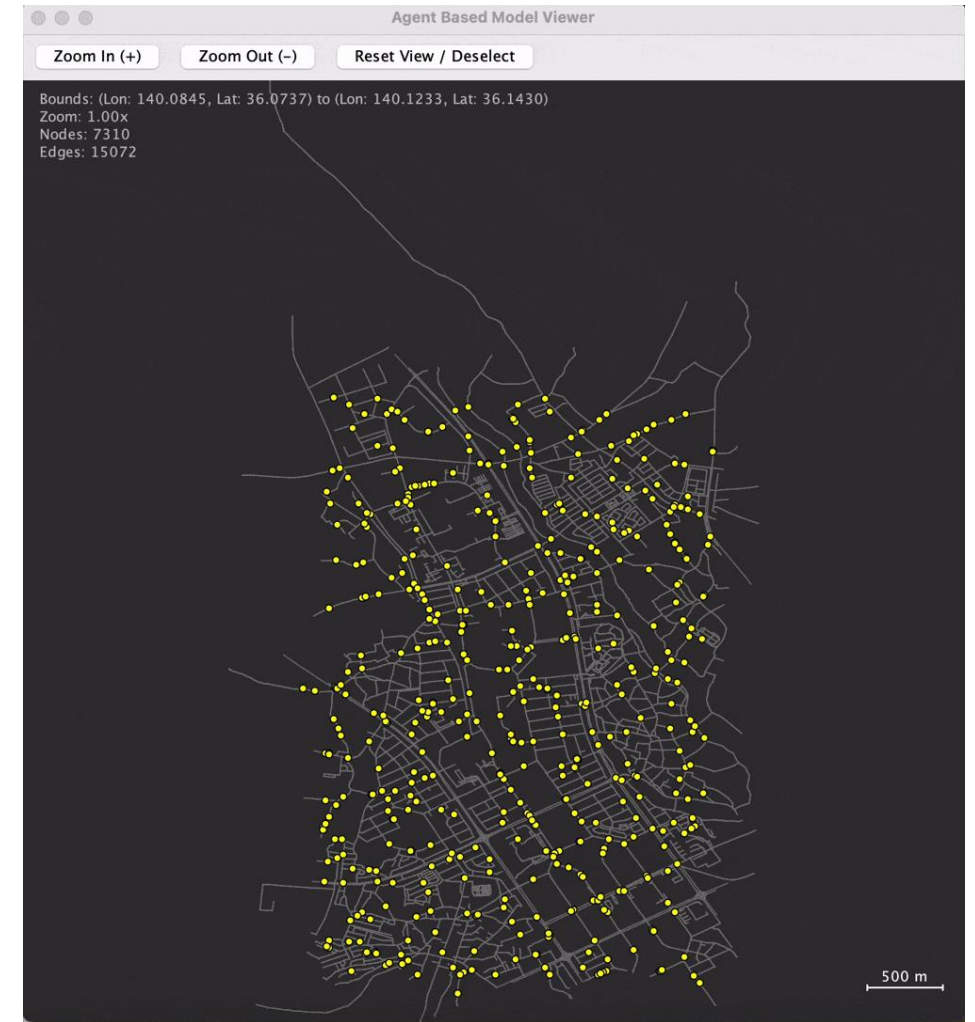 Agent Based Model Viewer
Zoom In (+) Zoom Out (–) Reset View / Deselect
Bounds: (Lon: 140.0845, Lat: 36.0737) to (Lon: 140.1233, Lat: 36.1430)
Zoom: 1.00x
Nodes: 7310
Edges: 15072
500 m